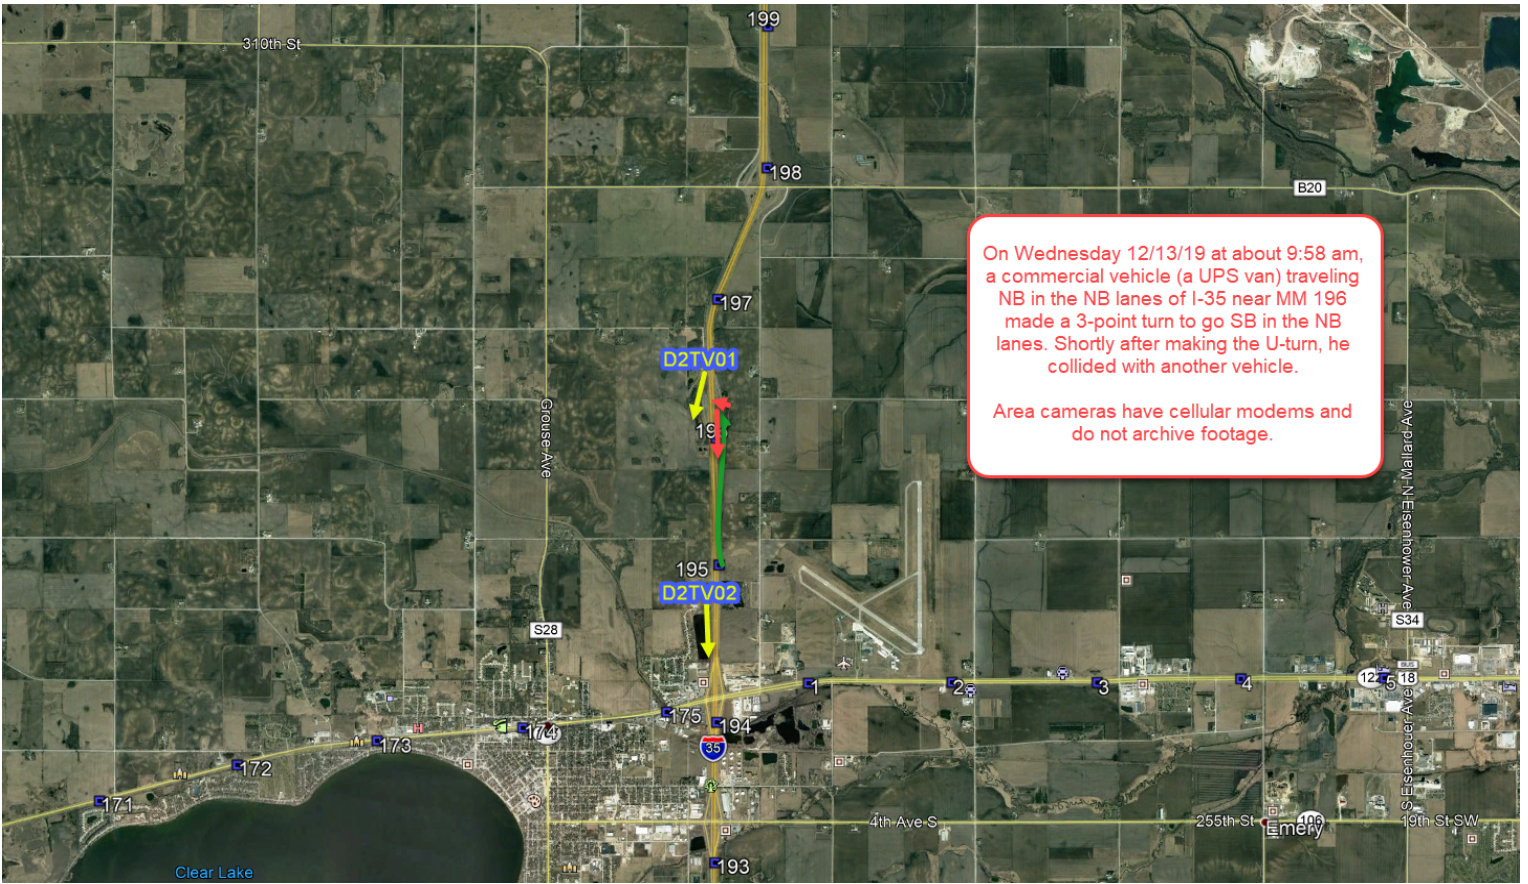 199
310th St
198
B20
On Wednesday 12/13/19 at about 9:58 am,
a commercial vehicle (a UPS van) traveling
NB in the NB lanes of I-35 near MM 196
made a 3-point turn to go SB in the NB
lanes. Shortly after making the U-turn, he
collided with another vehicle.
Area cameras have cellular modems and
do not archive footage.
197
D2TV01
Grouse Ave
19
N Mallard Ave
Eisenhower Ave
195
D2TV02
S28
S34
BUS
18
122
1
2
3
4
5
175
194
174
35
173
172
171
S Eisenhower Ave
4th Ave S
255th St
Emery
106
19th St SW
193
Clear Lake